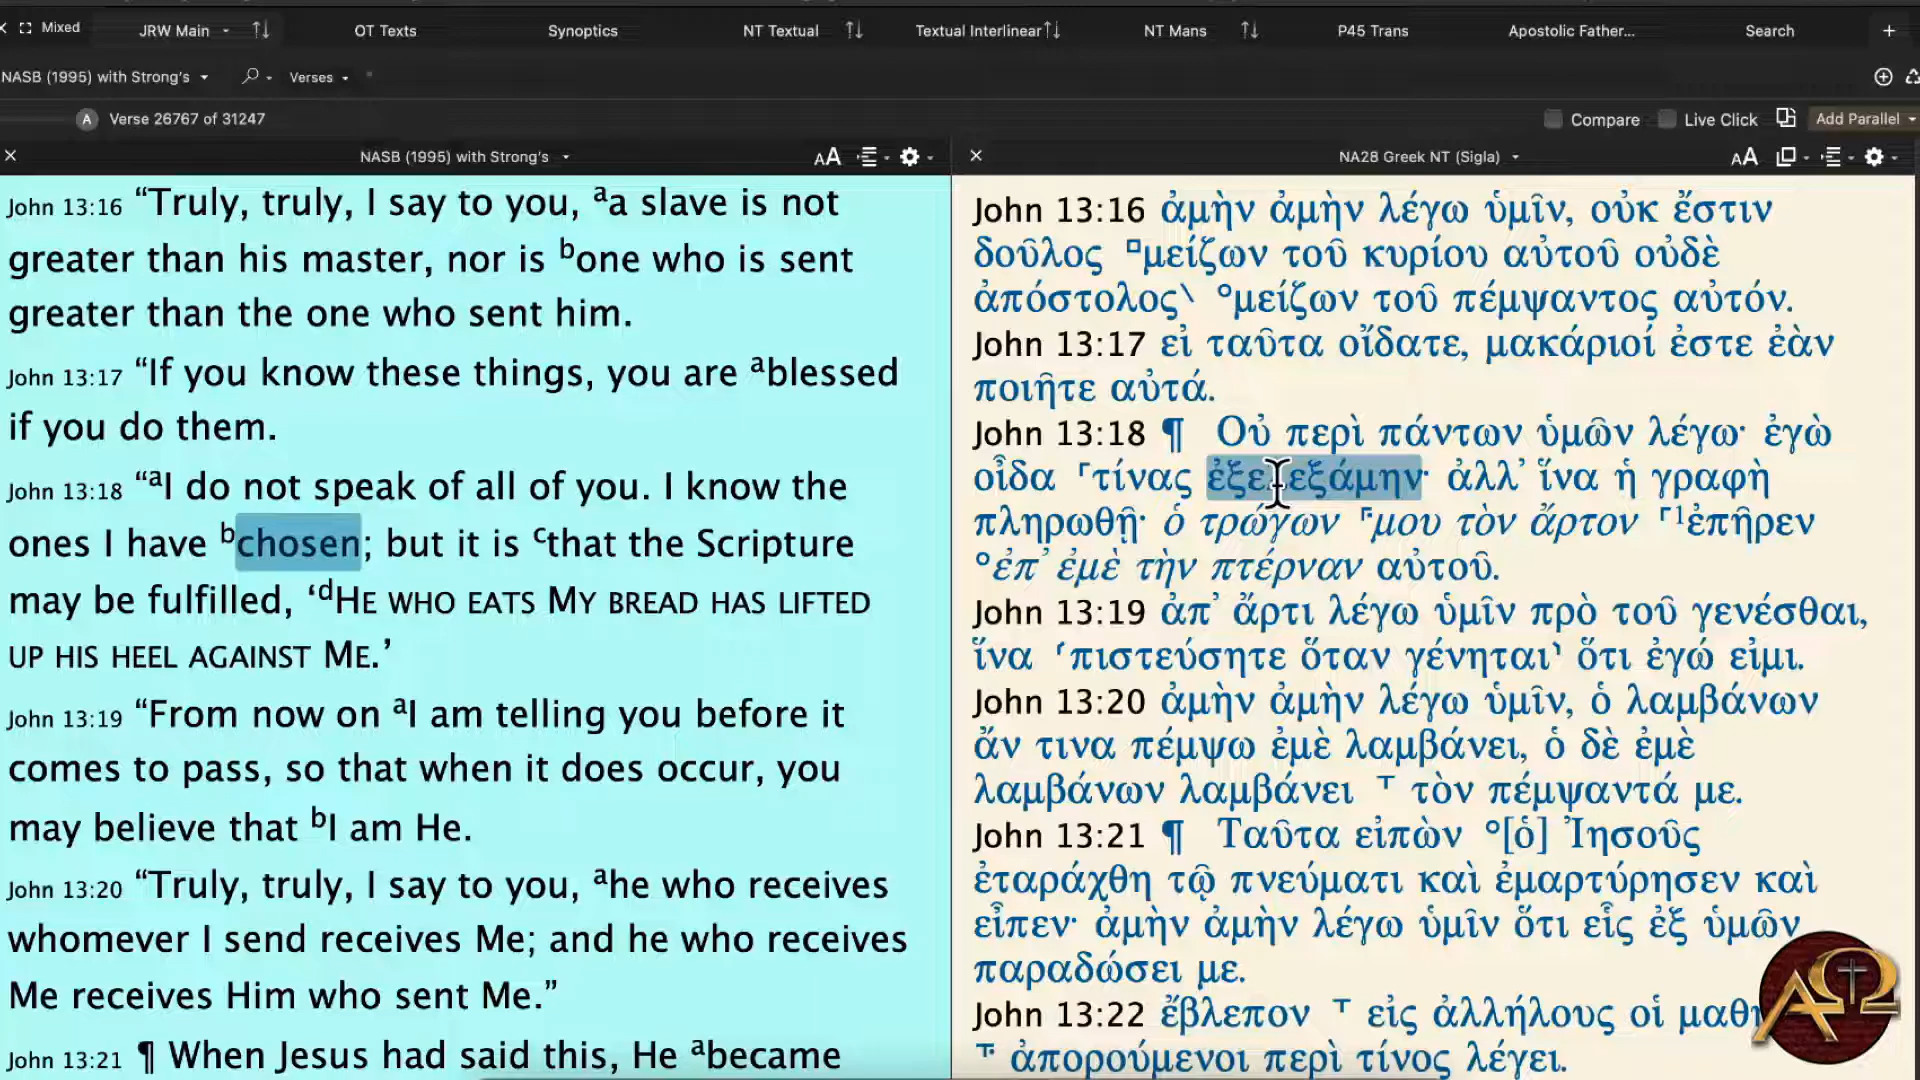 Mixed
JRW Main
OT Texts
Synoptics
NT Textual
Textual Interlinear
NT Mans
P45 Trans
Apostolic Father...
Search
NASB (1995) with Strong's
Verses
A Verse 26767 of 31247
Compare
Live Click
Add Parallel
NASB (1995) with Strong's
John 13:16 “Truly, truly, I say to you, ᵃa slave is not
greater than his master, nor is ᵇone who is sent
greater than the one who sent him.
John 13:17 “If you know these things, you are ᵃblessed
if you do them.
John 13:18 “ᵃI do not speak of all of you. I know the
ones I have ᵇchosen; but it is ᶜthat the Scripture
may be fulfilled, ‘ᵈHE WHO EATS MY BREAD HAS LIFTED
UP HIS HEEL AGAINST ME.’
John 13:19 “From now on ᵃI am telling you before it
comes to pass, so that when it does occur, you
may believe that ᵇI am He.
John 13:20 “Truly, truly, I say to you, ᵃhe who receives
whomever I send receives Me; and he who receives
Me receives Him who sent Me.”
John 13:21 ¶ When Jesus had said this, He ᵃbecame
NA28 Greek NT (Sigla)
John 13:16 ἀμὴν ἀμὴν λέγω ὑμῖν, οὐκ ἔστιν
δοῦλος ▫μείζων τοῦ κυρίου αὐτοῦ οὐδὲ
ἀπόστολος⸌ °μείζων τοῦ πέμψαντος αὐτόν.
John 13:17 εἰ ταῦτα οἴδατε, μακάριοί ἐστε ἐὰν
ποιῆτε αὐτά.
John 13:18 ¶ Οὐ περὶ πάντων ὑμῶν λέγω· ἐγὼ
οἶδα ⸀τίνας ἐξελεξάμην· ἀλλ’ ἵνα ἡ γραφὴ
πληρωθῇ· ὁ τρώγων ⸀μου τὸν ἄρτον ⸀¹ἐπῆρεν
°ἐπ’ ἐμὲ τὴν πτέρναν αὐτοῦ.
John 13:19 ἀπ’ ἄρτι λέγω ὑμῖν πρὸ τοῦ γενέσθαι,
ἵνα ⸂πιστεύσητε ὅταν γένηται⸃ ὅτι ἐγώ εἰμι.
John 13:20 ἀμὴν ἀμὴν λέγω ὑμῖν, ὁ λαμβάνων
ἄν τινα πέμψω ἐμὲ λαμβάνει, ὁ δὲ ἐμὲ
λαμβάνων λαμβάνει ⸆ τὸν πέμψαντά με.
John 13:21 ¶ Ταῦτα εἰπὼν °[ὁ] Ἰησοῦς
ἐταράχθη τῷ πνεύματι καὶ ἐμαρτύρησεν καὶ
εἶπεν· ἀμὴν ἀμὴν λέγω ὑμῖν ὅτι εἷς ἐξ ὑμῶν
παραδώσει με.
John 13:22 ἔβλεπον ⸆ εἰς ἀλλήλους οἱ μαθη
⸆ ἀπορούμενοι περὶ τίνος λέγει.
ΑΩ